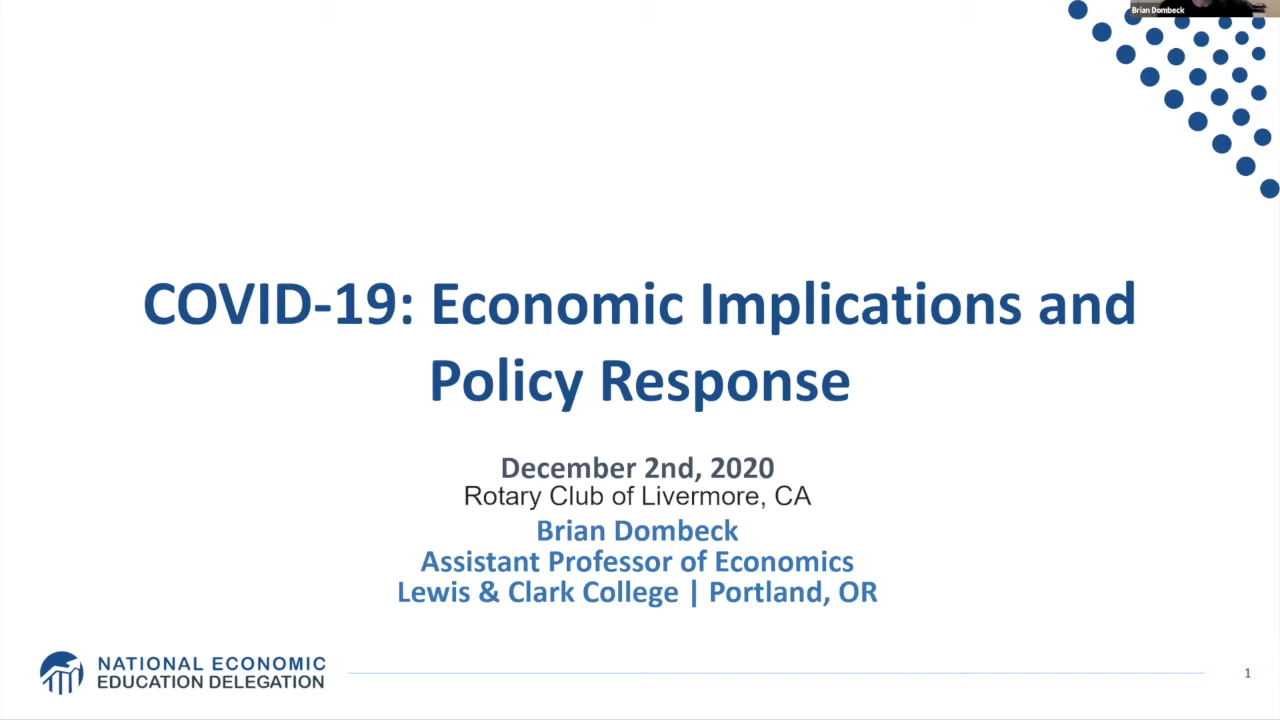 Brian Dombeck
COVID-19: Economic Implications and
Policy Response
December 2nd, 2020
Rotary Club of Livermore, CA
Brian Dombeck
Assistant Professor of Economics
Lewis & Clark College | Portland, OR
NATIONAL ECONOMIC
EDUCATION DELEGATION
1